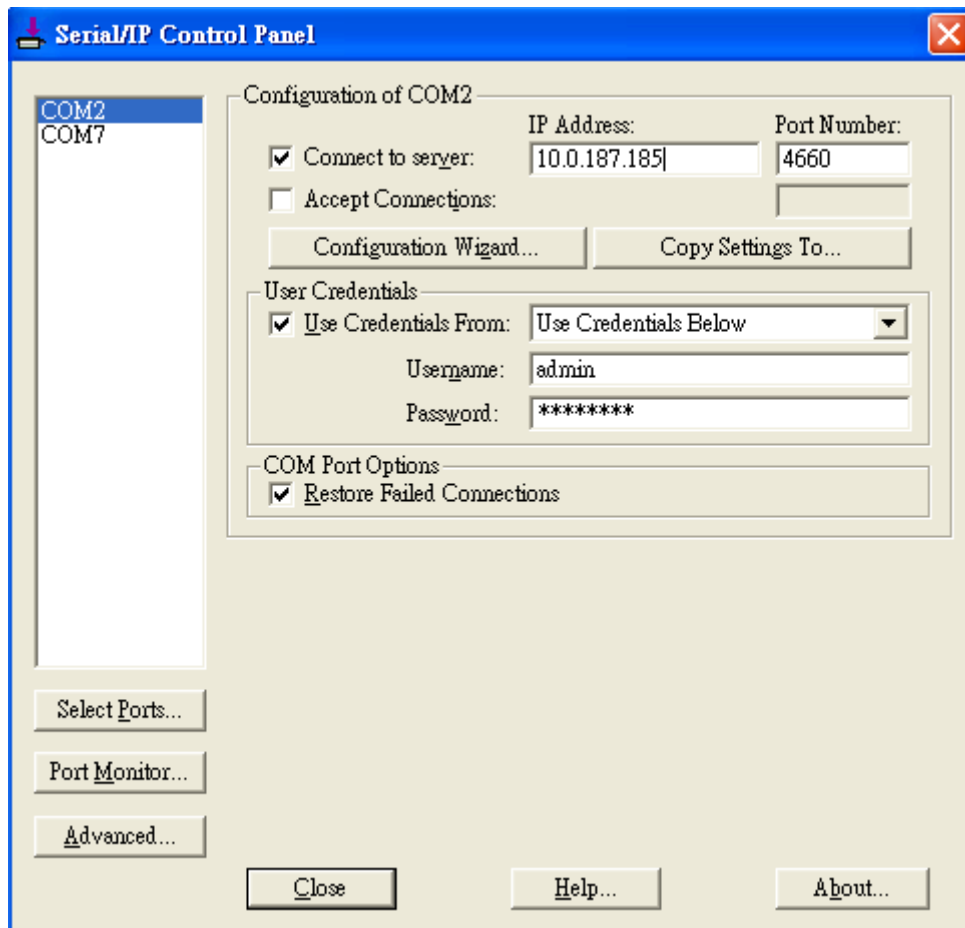 Serial/IP Control Panel
COM2
COM7
Configuration of COM2
IP Address: Port Number:
Connect to server: 10.0.187.185 4660
Accept Connections:
Configuration Wizard... Copy Settings To...
User Credentials
Use Credentials From: Use Credentials Below
Username: admin
Password: ********
COM Port Options
Restore Failed Connections
Select Ports...
Port Monitor...
Advanced...
Close Help... About...